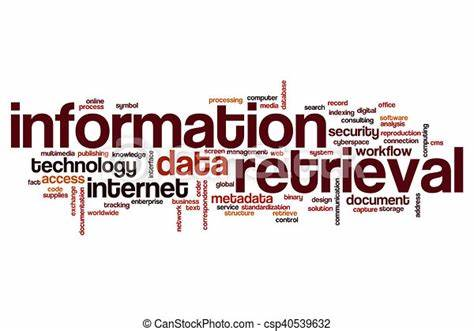 online
process
symbol
processing
computer
media
database
search
record
indexing
digital
office
consulting
software
analysis
information
security
reproduction
cyberspace
connection
computing
cms
multimedia
publishing
knowledge
interface
screen
management
web
system
workflow
technology
data
retrieval
fact
access
code
supplies
exchange
documentation
internet
global
metadata
tracking
enterprise
worldwide
business
text
network
order
correspondence
service
standardization
structure
retrieve
control
binary
design
solution
communication
document
capture
storage
address
© CanStockPhoto.com - csp40539632